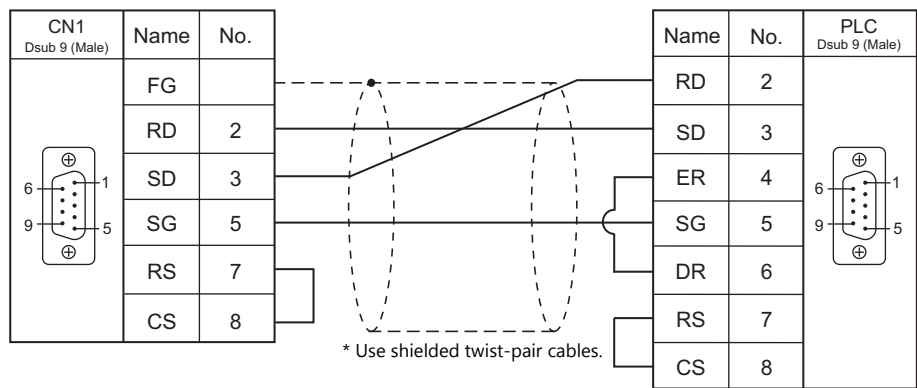 CN1
Dsub 9 (Male)
Name No.
FG
RD 2
SD 3
SG 5
RS 7
CS 8
6
1
9
5
* Use shielded twist-pair cables.
Name No.
PLC
Dsub 9 (Male)
RD 2
SD 3
ER 4
SG 5
DR 6
RS 7
CS 8
6
1
9
5